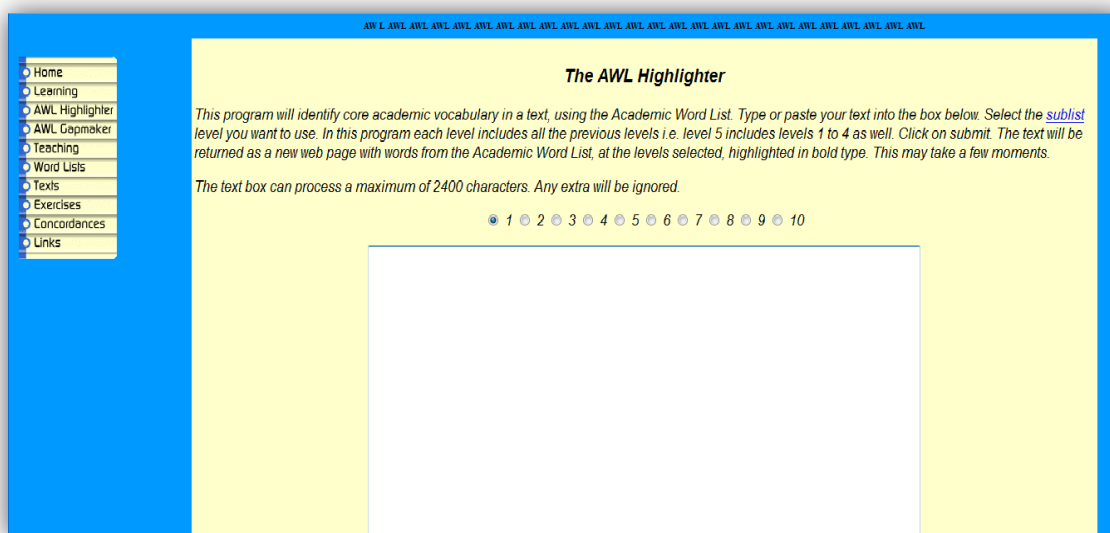 AW L AWL AWL AWL AWL AWL AWL AWL AWL AWL AWL AWL AWL AWL AWL AWL AWL AWL AWL AWL AWL AWL AWL AWL AWL AWL
Home
Learning
AWL Highlighter
AWL Gapmaker
Teaching
Word Lists
Texts
Exercises
Concordances
Links
The AWL Highlighter
This program will identify core academic vocabulary in a text, using the Academic Word List. Type or paste your text into the box below. Select the sublist
level you want to use. In this program each level includes all the previous levels i.e. level 5 includes levels 1 to 4 as well. Click on submit. The text will be
returned as a new web page with words from the Academic Word List, at the levels selected, highlighted in bold type. This may take a few moments.
The text box can process a maximum of 2400 characters. Any extra will be ignored.
1 2 3 4 5 6 7 8 9 10